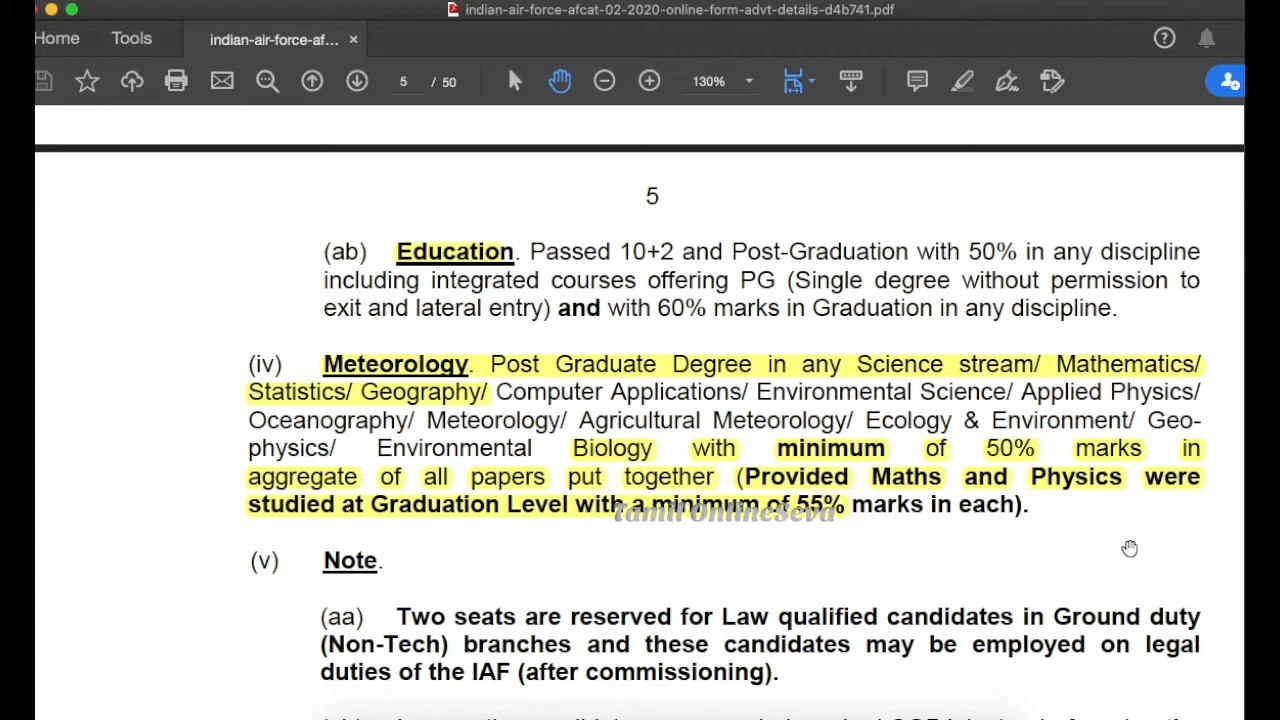 indian-air-force-afcat-02-2020-online-form-advt-details-d4b741.pdf
Home Tools indian-air-force-af... ×
5 / 50 130%
5
(ab) Education. Passed 10+2 and Post-Graduation with 50% in any discipline
including integrated courses offering PG (Single degree without permission to
exit and lateral entry) and with 60% marks in Graduation in any discipline.
(iv) Meteorology. Post Graduate Degree in any Science stream/ Mathematics/
Statistics/ Geography/ Computer Applications/ Environmental Science/ Applied Physics/
Oceanography/ Meteorology/ Agricultural Meteorology/ Ecology & Environment/ Geo-
physics/ Environmental Biology with minimum of 50% marks in
aggregate of all papers put together (Provided Maths and Physics were
studied at Graduation Level with a minimum of 55% marks in each).
TamilOnlineSeva
(v) Note.
(aa) Two seats are reserved for Law qualified candidates in Ground duty
(Non-Tech) branches and these candidates may be employed on legal
duties of the IAF (after commissioning).